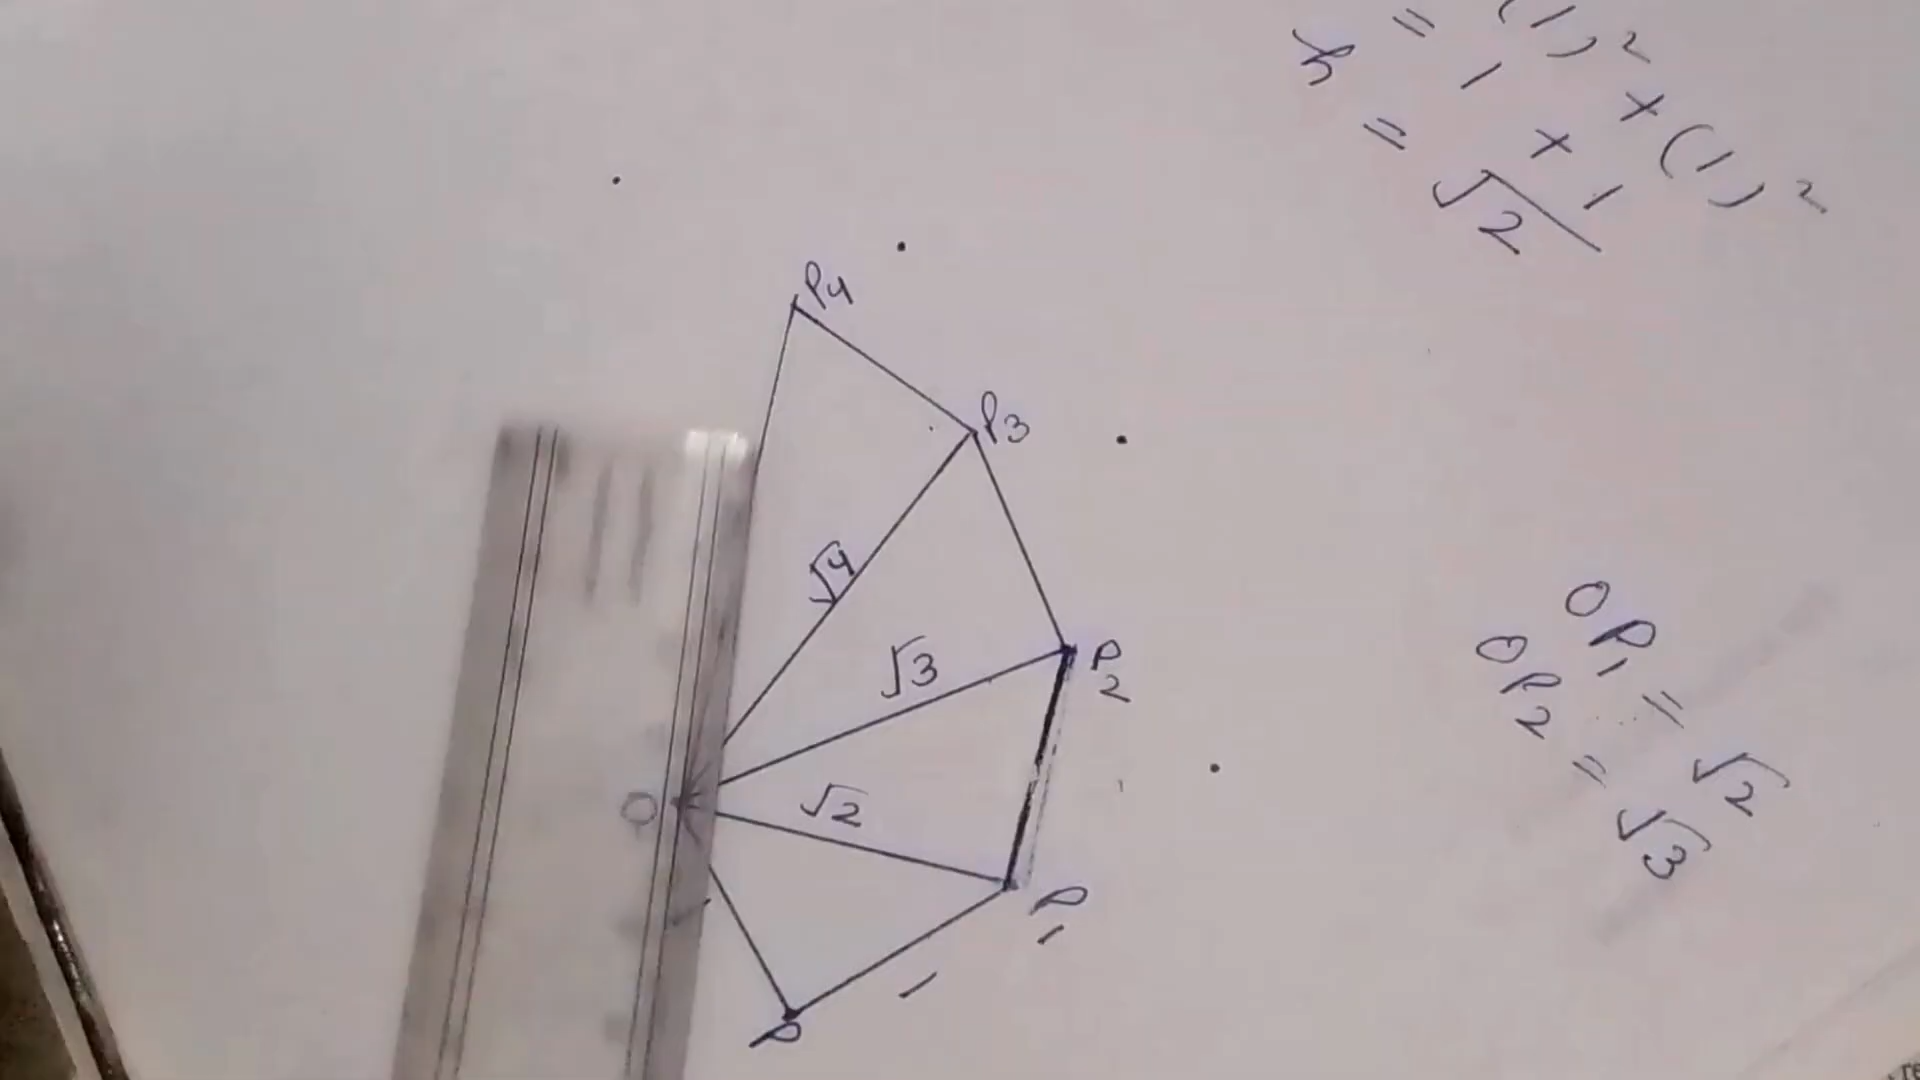 = (1)² + (1)²
h = 1 + 1
√2
P4
P3
√4
√3
P2
O
√2
P1
1
P
OP1 = √2
OP2 = √3